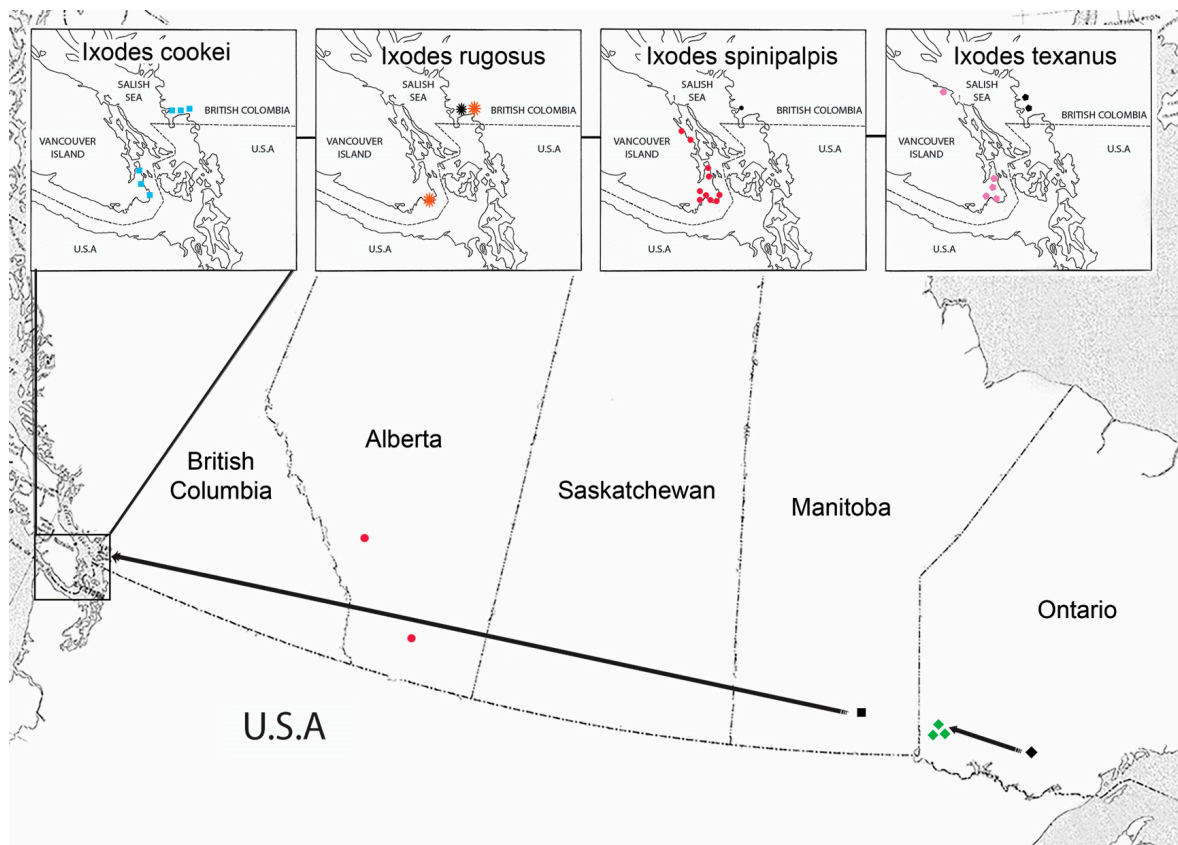 Ixodes cookei
SALISH
SEA
BRITISH COLOMBIA
VANCOUVER
ISLAND
U.S.A
U.S.A
Ixodes rugosus
SALISH
SEA
BRITISH COLOMBIA
VANCOUVER
ISLAND
U.S.A
U.S.A
Ixodes spinipalpis
SALISH
SEA
BRITISH COLOMBIA
VANCOUVER
ISLAND
U.S.A
U.S.A
Ixodes texanus
SALISH
SEA
BRITISH COLOMBIA
VANCOUVER
ISLAND
U.S.A
U.S.A
British
Columbia
Alberta
Saskatchewan
Manitoba
Ontario
U.S.A